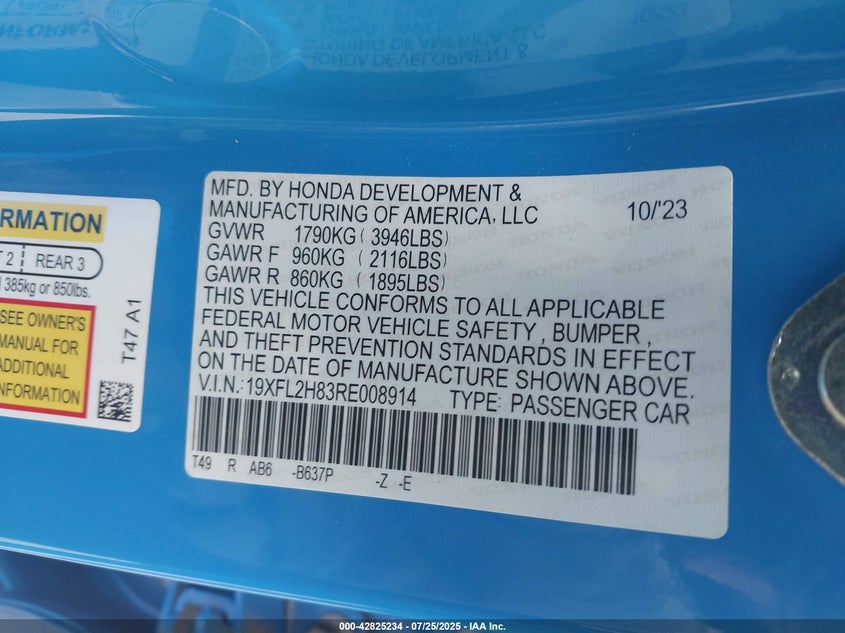 MFD. BY HONDA DEVELOPMENT &
MANUFACTURING OF AMERICA, LLC 10/'23
GVWR 1790KG (3946LBS)
GAWR F 960KG (2116LBS)
GAWR R 860KG (1895LBS)
THIS VEHICLE CONFORMS TO ALL APPLICABLE
FEDERAL MOTOR VEHICLE SAFETY, BUMPER,
AND THEFT PREVENTION STANDARDS IN EFFECT
ON THE DATE OF MANUFACTURE SHOWN ABOVE.
V.I.N.: 19XFL2H83RE008914 TYPE: PASSENGER CAR
T49 R AB6 -B637P -Z -E
RMATION
2 REAR 3
385kg or 850lbs.
SEE OWNER'S
MANUAL FOR
ADDITIONAL
INFORMATION
T47 A1
000-42825234 - 07/25/2025 - IAA Inc.